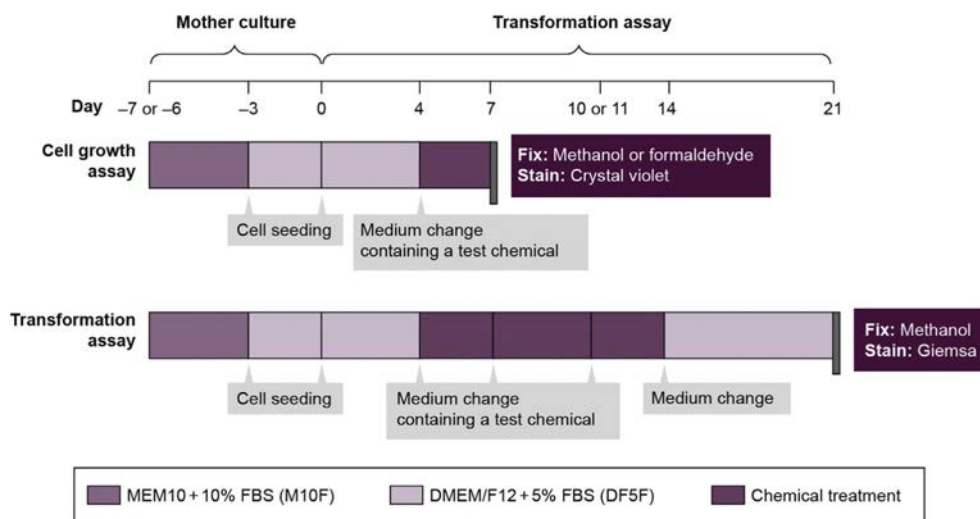 Mother culture
Transformation assay
Day
–7 or –6
–3
0
4
7
10 or 11
14
21
Cell growth
assay
Fix: Methanol or formaldehyde
Stain: Crystal violet
Cell seeding
Medium change
containing a test chemical
Transformation
assay
Fix: Methanol
Stain: Giemsa
Cell seeding
Medium change
containing a test chemical
Medium change
MEM10 + 10% FBS (M10F)
DMEM/F12 + 5% FBS (DF5F)
Chemical treatment